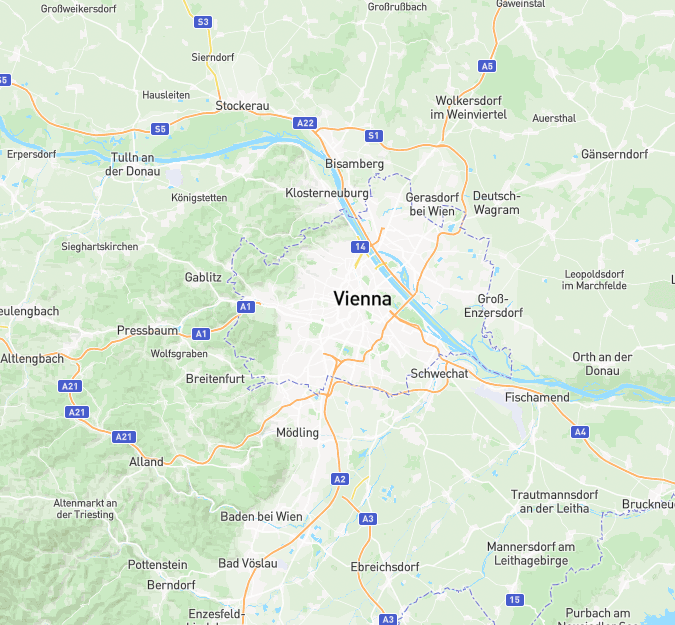 Großweikersdorf
Großrußbach
Gaweinstal
S3
Sierndorf
A5
S5
Hausleiten
Stockerau
Wolkersdorf
im Weinviertel
A22
S5
S1
Auersthal
Erpersdorf
Tulln an
der Donau
Bisamberg
Gänserndorf
Königstetten
Klosterneuburg
Gerasdorf
bei Wien
Deutsch-
Wagram
Sieghartskirchen
14
Gablitz
Leopoldsdorf
im Marchfelde
L
eulengbach
A1
Vienna
Groß-
Enzersdorf
Pressbaum
A1
Wolfsgraben
Altlengbach
Orth an der
Donau
A21
Breitenfurt
Schwechat
A21
Fischamend
A21
Mödling
A4
Alland
A2
Altenmarkt an
der Triesting
Trautmannsdorf
an der Leitha
Bruckneu
Baden bei Wien
A3
Mannersdorf am
Leithagebirge
Pottenstein
Bad Vöslau
Ebreichsdorf
Berndorf
15
Enzesfeld-
A3
Purbach am